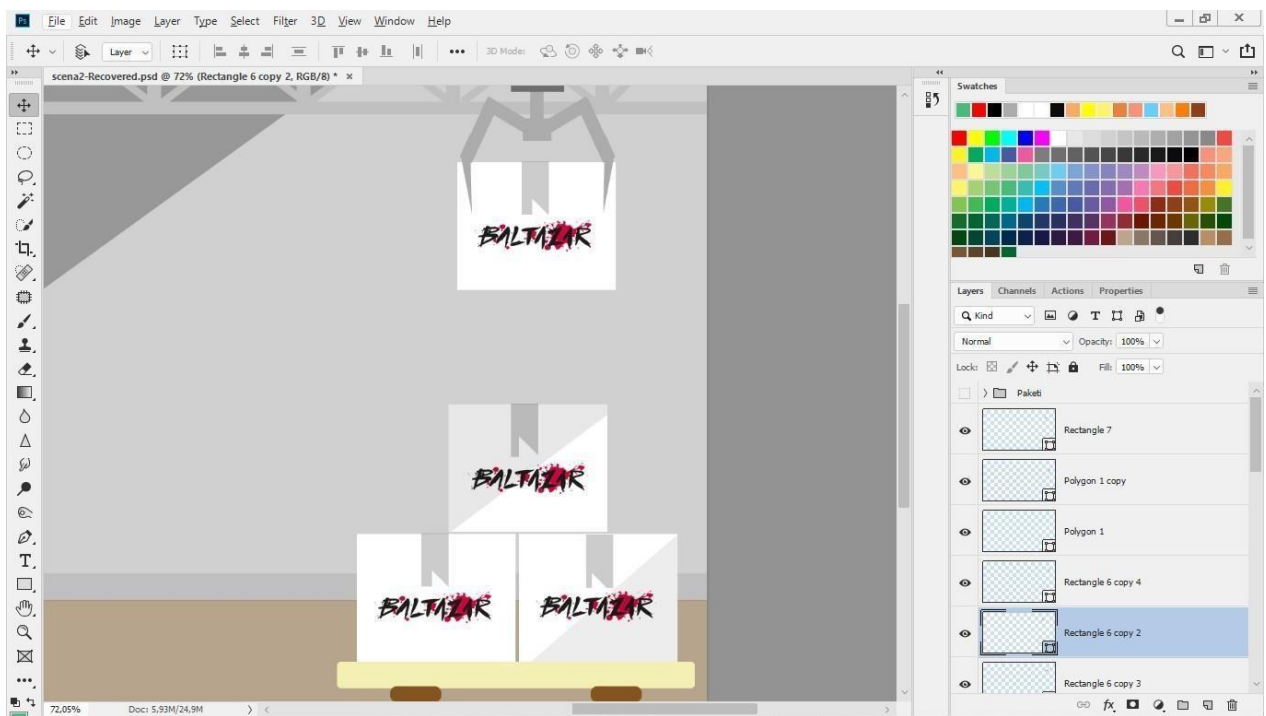 Ps File Edit Image Layer Type Select Filter 3D View Window Help
Layer 3D Mode:
scena2-Recovered.psd @ 72% (Rectangle 6 copy 2, RGB/8) *
Swatches
BALTAZAR
Layers Channels Actions Properties
Kind
Normal Opacity: 100%
Lock: Fill: 100%
Paketi
Rectangle 7
BALTAZAR
Polygon 1 copy
Polygon 1
Rectangle 6 copy 4
BALTAZAR BALTAZAR
Rectangle 6 copy 2
Rectangle 6 copy 3
72,05% Doc: 5,93M/24,9M